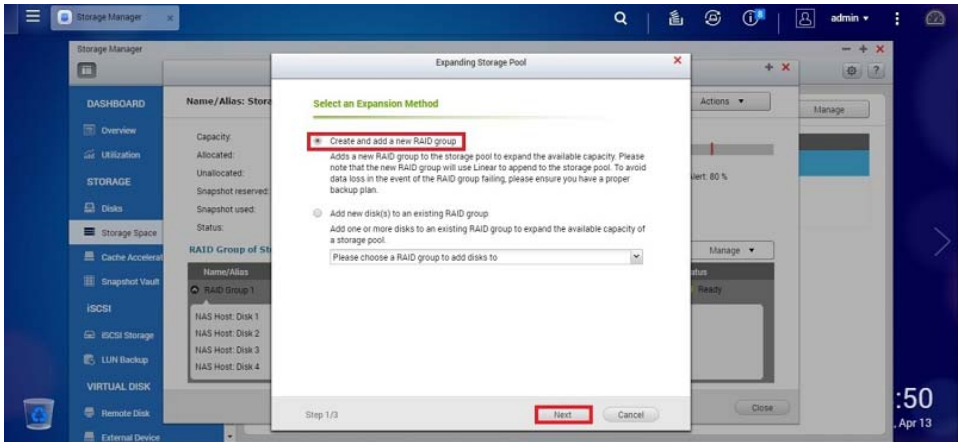 Storage Manager
admin
Storage Manager
Expanding Storage Pool
DASHBOARD
Overview
Utilization
STORAGE
Disks
Storage Space
Cache Accelerat
Snapshot Vault
iSCSI
iSCSI Storage
LUN Backup
VIRTUAL DISK
Remote Disk
External Device
Name/Alias: Stora
Actions
Manage
Capacity:
Allocated:
Unallocated:
Snapshot reserved:
Snapshot used:
Status:
Alert: 80 %
RAID Group of St
Manage
Name/Alias
atus
RAID Group 1
Ready
NAS Host: Disk 1
NAS Host: Disk 2
NAS Host: Disk 3
NAS Host: Disk 4
Close
Select an Expansion Method
Create and add a new RAID group
Adds a new RAID group to the storage pool to expand the available capacity. Please
note that the new RAID group will use Linear to append to the storage pool. To avoid
data loss in the event of the RAID group failing, please ensure you have a proper
backup plan.
Add new disk(s) to an existing RAID group
Add one or more disks to an existing RAID group to expand the available capacity of
a storage pool.
Please choose a RAID group to add disks to
Step 1/3
Next
Cancel
:50
, Apr 13